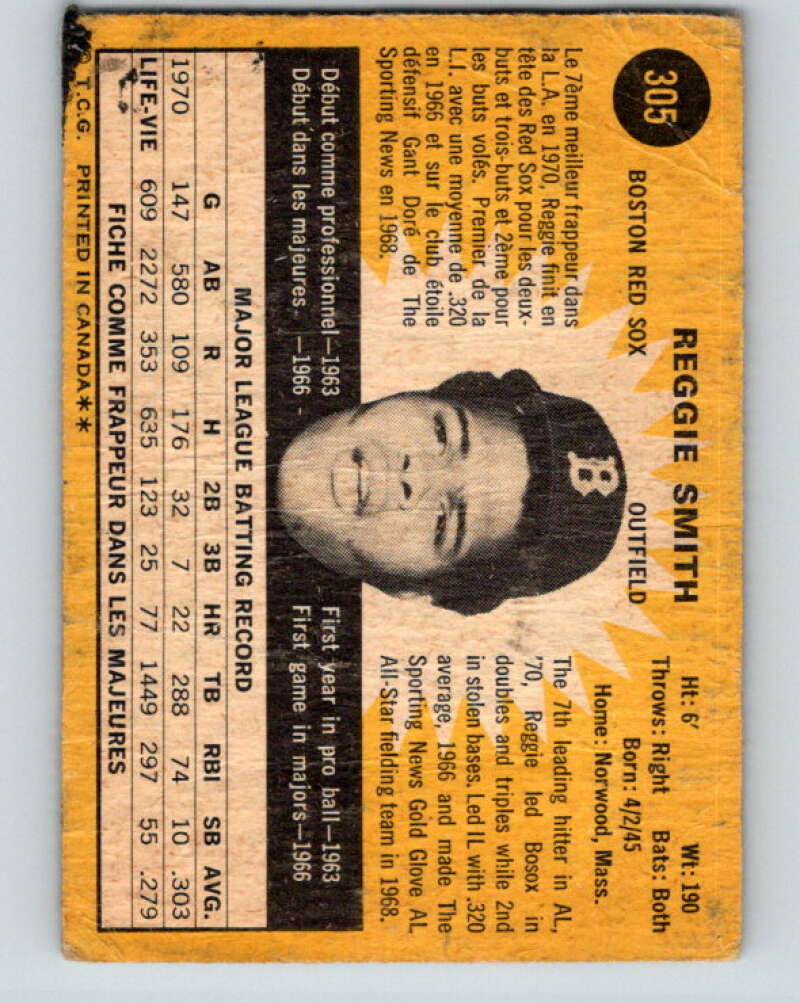 305
REGGIE SMITH
BOSTON RED SOX OUTFIELD
Ht: 6' Wt: 190
Throws: Right Bats: Both
Born: 4/2/45
Home: Norwood, Mass.
Le 7ème meilleur frappeur dans
la L.A. en 1970, Reggie finit en
tête des Red Sox pour les deux-
buts et trois-buts et 2ème pour
les buts volés. Premier de la
L.I. avec une moyenne de .320
en 1966 et sur le club étoile
défensif Gant Doré de The
Sporting News en 1968.
B
The 7th leading hitter in AL,
'70, Reggie led Bosox in
doubles and triples while 2nd
in stolen bases. Led IL with .320
average, 1966 and made The
Sporting News Gold Glove AL
All-Star fielding team in 1968.
Début comme professionnel—1963
Début dans les majeures—1966
First year in pro ball—1963
First game in majors—1966
MAJOR LEAGUE BATTING RECORD
G AB R H 2B 3B HR TB RBI SB AVG.
1970 147 580 109 176 32 7 22 288 74 10 .303
LIFE-VIE 609 2272 353 635 123 25 77 1449 297 55 .279
FICHE COMME FRAPPEUR DANS LES MAJEURES
© T.C.G. PRINTED IN CANADA**